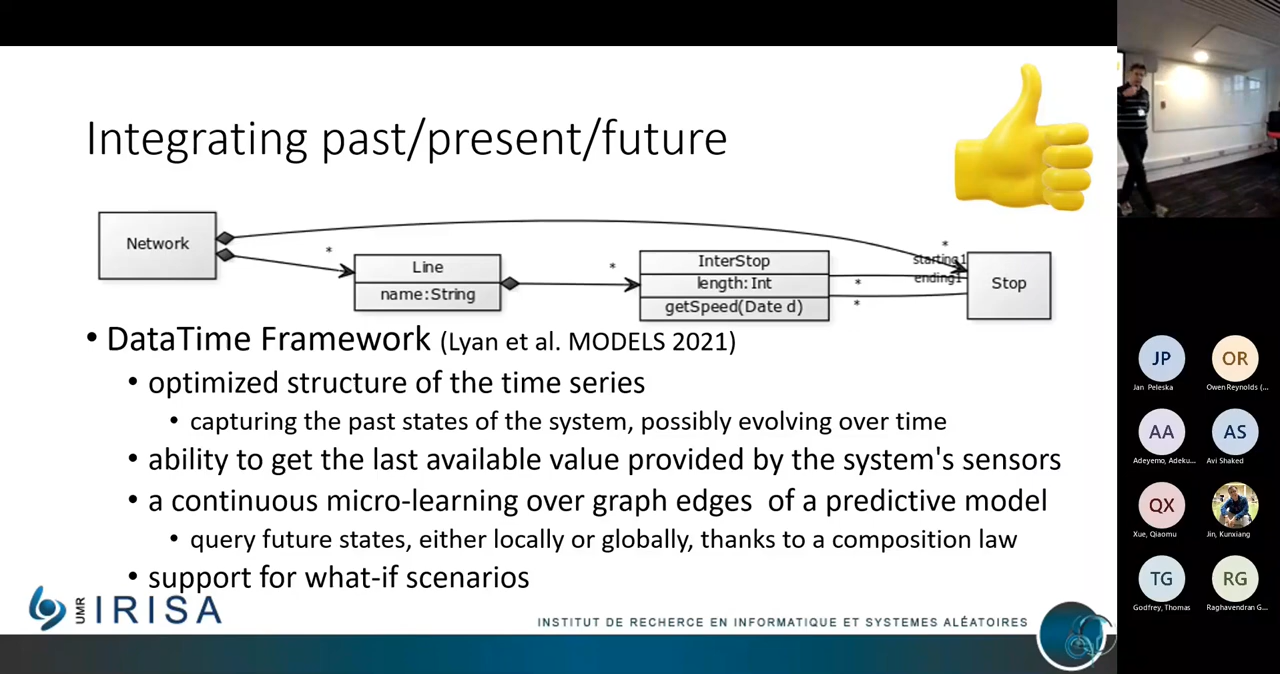 Integrating past/present/future
Network
*
Line
name:String
*
InterStop
length: Int
getSpeed(Date d)
*
starting1
ending1
*
*
Stop
• DataTime Framework (Lyan et al. MODELS 2021)
• optimized structure of the time series
• capturing the past states of the system, possibly evolving over time
• ability to get the last available value provided by the system's sensors
• a continuous micro-learning over graph edges of a predictive model
• query future states, either locally or globally, thanks to a composition law
• support for what-if scenarios
UMR IRISA
INSTITUT DE RECHERCE EN INFORMATIQUE ET SYSTEMES ALÉATOIRES
JP
Jan Peleska
OR
Owen Reynolds (...
AA
Adeyemo, Adeku...
AS
Avi Shaked
QX
Xue, Qiaomu
Jin, Kunxiang
TG
Godfrey, Thomas
RG
Raghavendran G...